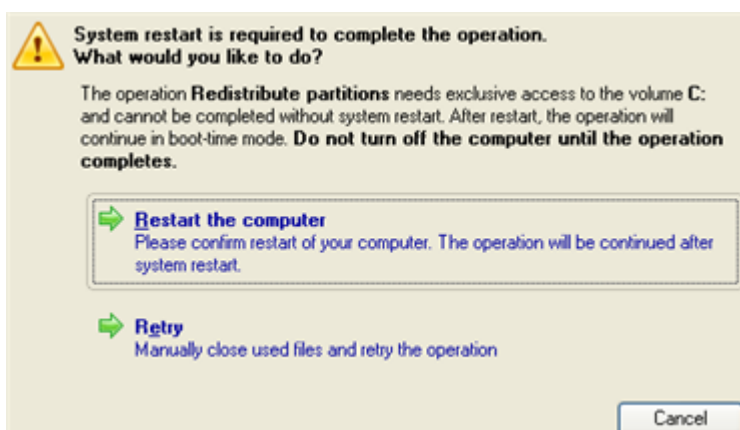 System restart is required to complete the operation.
What would you like to do?
The operation Redistribute partitions needs exclusive access to the volume C:
and cannot be completed without system restart. After restart, the operation will
continue in boot-time mode. Do not turn off the computer until the operation
completes.
Restart the computer
Please confirm restart of your computer. The operation will be continued after
system restart.
Retry
Manually close used files and retry the operation
Cancel